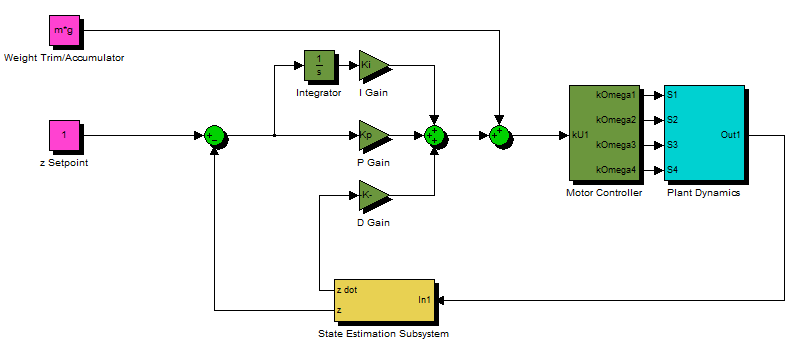 m*g
Weight Trim/Accumulator
1
s
Integrator
Ki
I Gain
1
z Setpoint
Kp
P Gain
K-
D Gain
kU1
kOmega1
kOmega2
kOmega3
kOmega4
Motor Controller
S1
S2
S3
S4
Out1
Plant Dynamics
z dot
z
In1
State Estimation Subsystem